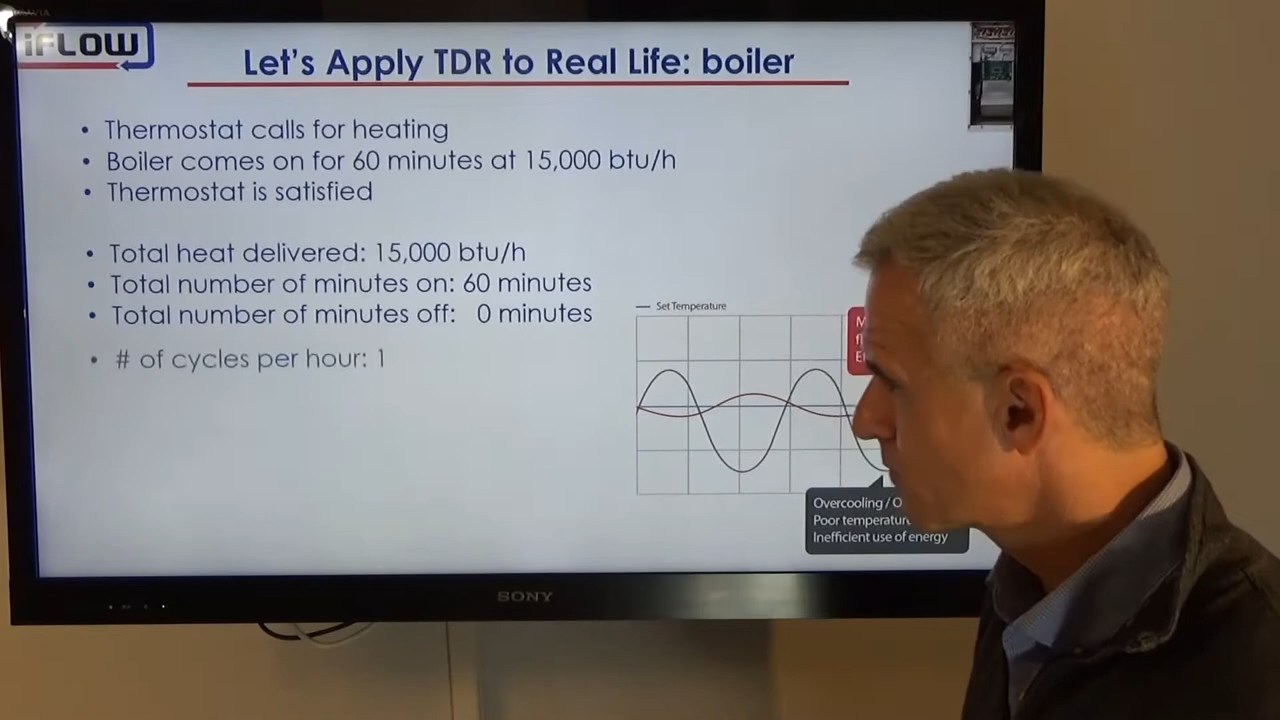 iFLOW
Let's Apply TDR to Real Life: boiler
• Thermostat calls for heating
• Boiler comes on for 60 minutes at 15,000 btu/h
• Thermostat is satisfied
• Total heat delivered: 15,000 btu/h
• Total number of minutes on: 60 minutes
• Total number of minutes off: 0 minutes
• # of cycles per hour: 1
Set Temperature
Overcooling / O
Poor temperatur
Inefficient use of energy
SONY